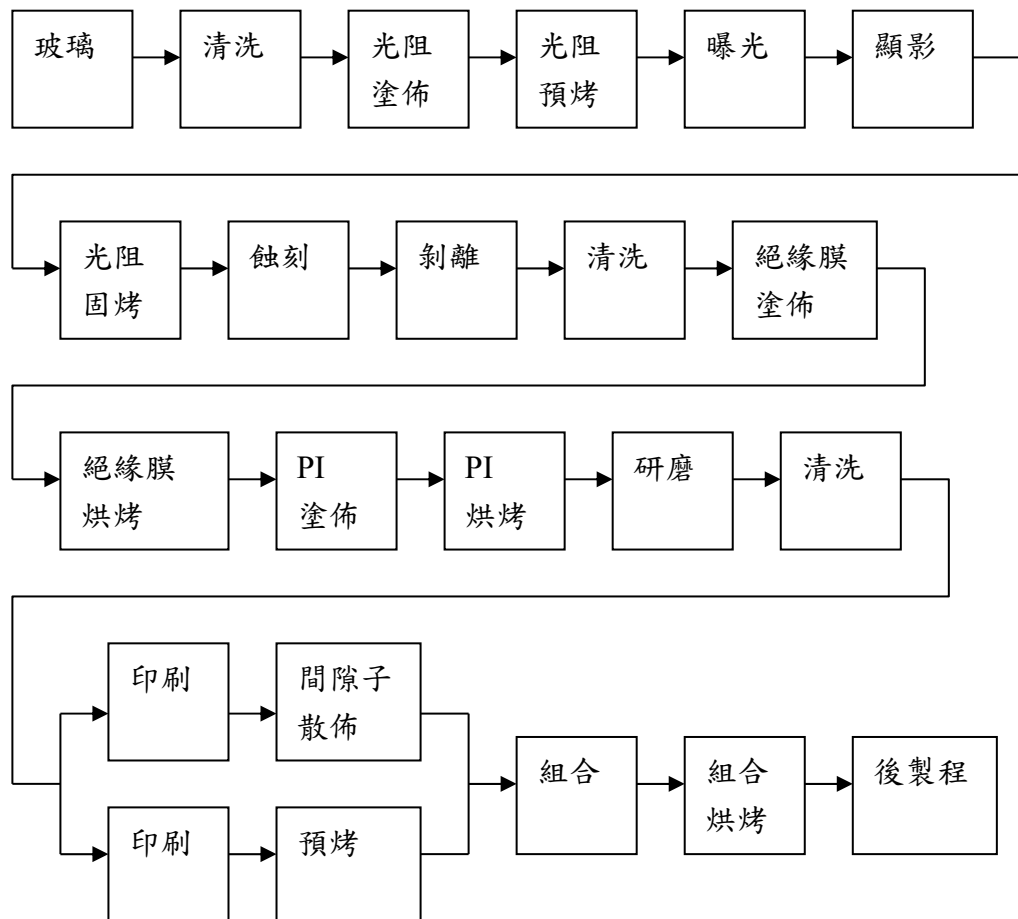 玻璃
清洗
光阻
塗佈
光阻
預烤
曝光
顯影
光阻
固烤
蝕刻
剝離
清洗
絕緣膜
塗佈
絕緣膜
烘烤
PI
塗佈
PI
烘烤
研磨
清洗
印刷
間隙子
散佈
印刷
預烤
組合
組合
烘烤
後製程